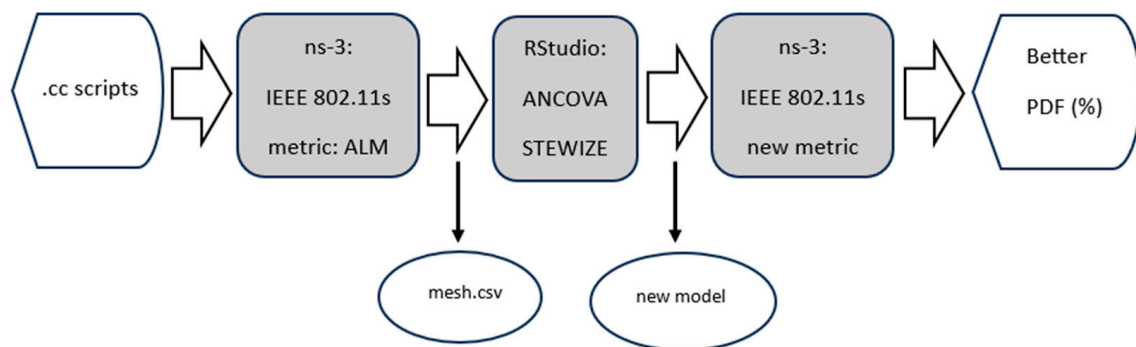 .cc scripts
ns-3:
IEEE 802.11s
metric: ALM
RStudio:
ANCOVA
STEWIZE
ns-3:
IEEE 802.11s
new metric
Better
PDF (%)
mesh.csv
new model